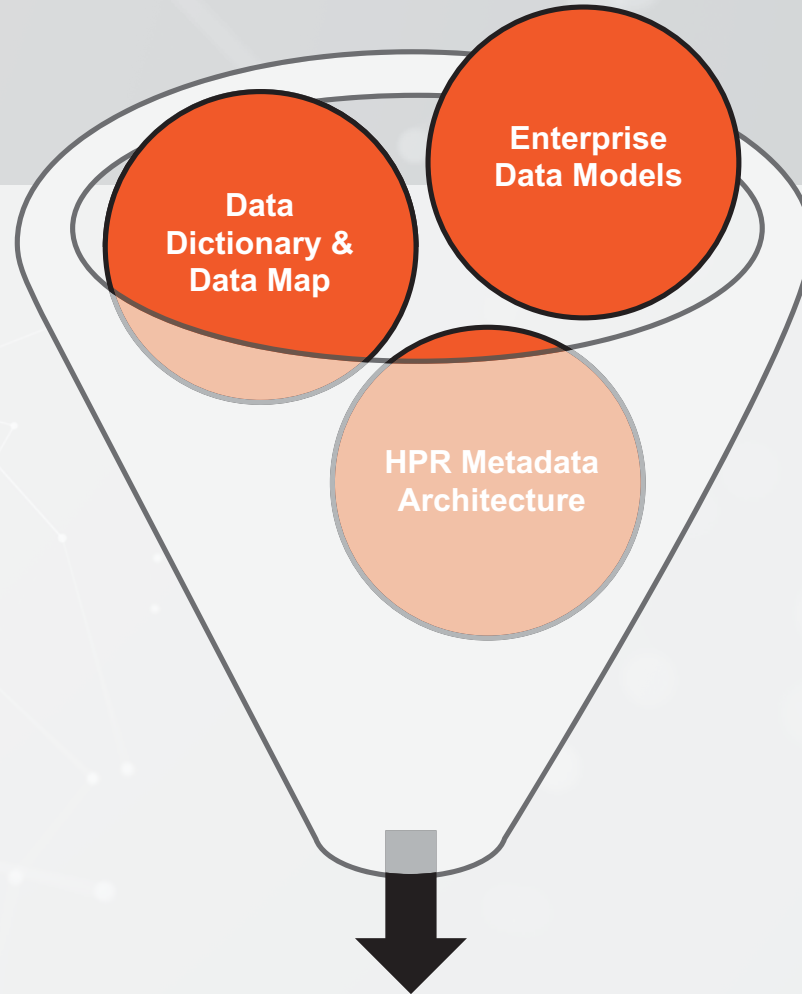 Enterprise
Data Models
Data
Dictionary &
Data Map
HPR Metadata
Architecture